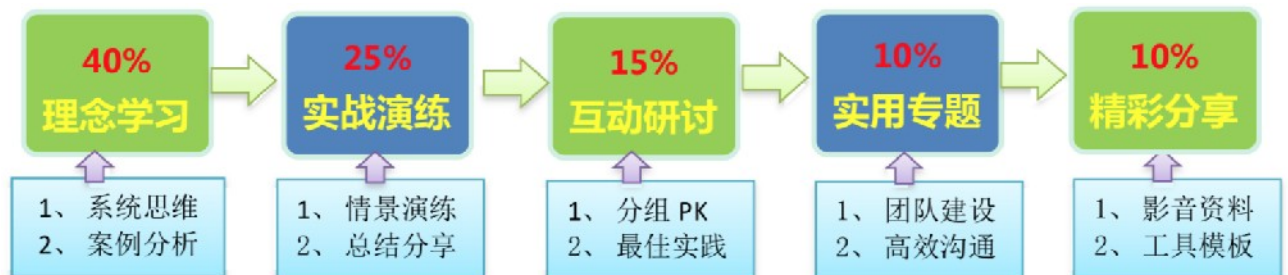 40%
理念学习
25%
实战演练
15%
互动研讨
10%
实用专题
10%
精彩分享
1、 系统思维
2、 案例分析
1、 情景演练
2、 总结分享
1、 分组 PK
2、 最佳实践
1、 团队建设
2、 高效沟通
1、 影音资料
2、 工具模板